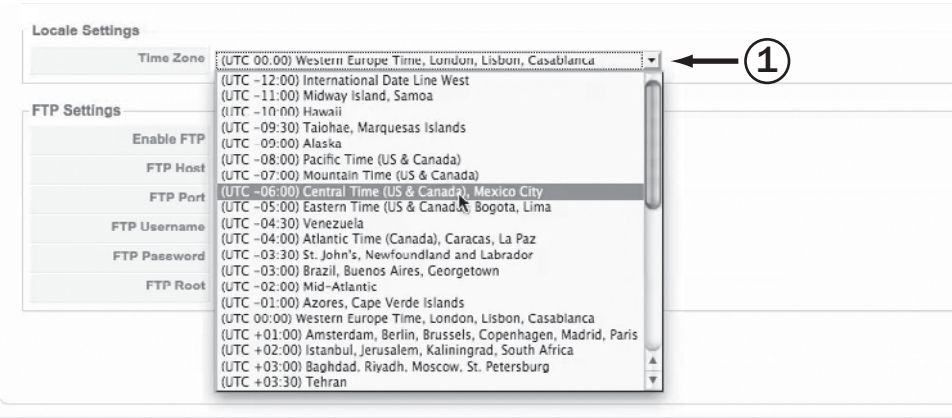 Locale Settings
Time Zone
(UTC 00:00) Western Europe Time, London, Lisbon, Casablanca
1
(UTC -12:00) International Date Line West
(UTC -11:00) Midway Island, Samoa
(UTC -10:00) Hawaii
(UTC -09:30) Taiohae, Marquesas Islands
(UTC -09:00) Alaska
(UTC -08:00) Pacific Time (US & Canada)
(UTC -07:00) Mountain Time (US & Canada)
(UTC -06:00) Central Time (US & Canada), Mexico City
(UTC -05:00) Eastern Time (US & Canada), Bogota, Lima
(UTC -04:30) Venezuela
(UTC -04:00) Atlantic Time (Canada), Caracas, La Paz
(UTC -03:30) St. John's, Newfoundland and Labrador
(UTC -03:00) Brazil, Buenos Aires, Georgetown
(UTC -02:00) Mid-Atlantic
(UTC -01:00) Azores, Cape Verde Islands
(UTC 00:00) Western Europe Time, London, Lisbon, Casablanca
(UTC +01:00) Amsterdam, Berlin, Brussels, Copenhagen, Madrid, Paris
(UTC +02:00) Istanbul, Jerusalem, Kaliningrad, South Africa
(UTC +03:00) Baghdad, Riyadh, Moscow, St. Petersburg
(UTC +03:30) Tehran
FTP Settings
Enable FTP
FTP Host
FTP Port
FTP Username
FTP Password
FTP Root